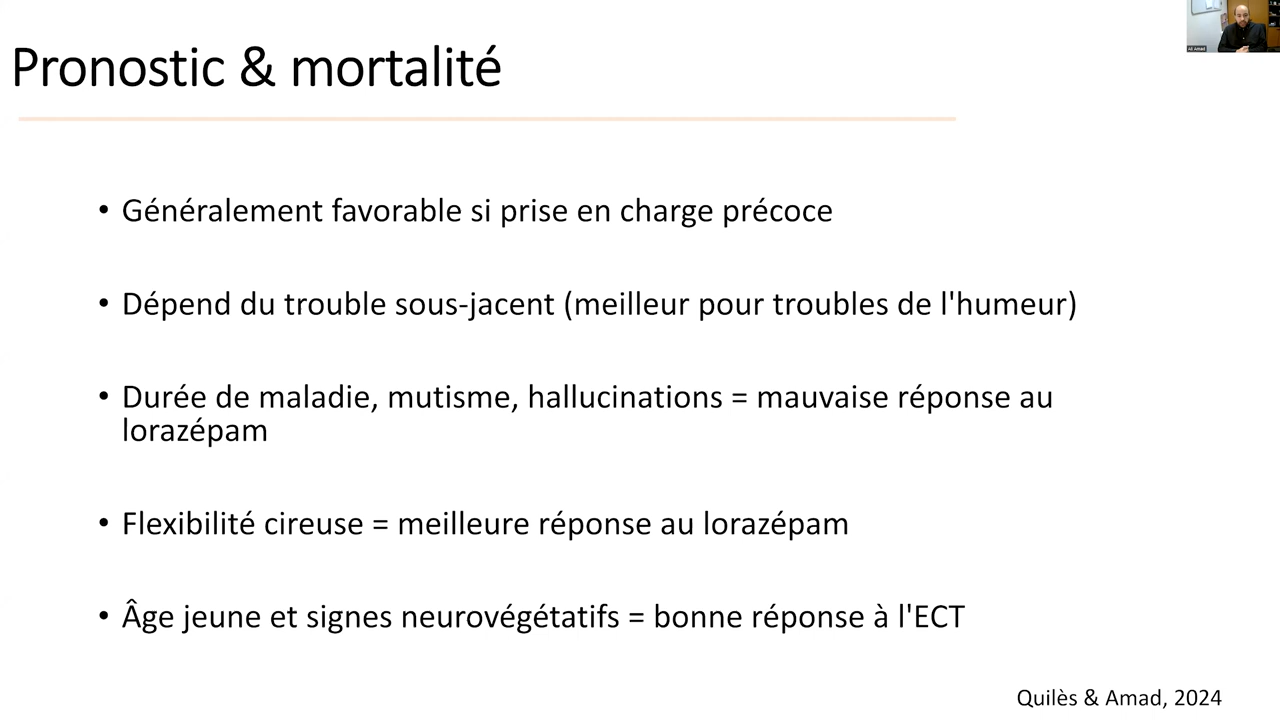 Pronostic & mortalité
Ali Amad
• Généralement favorable si prise en charge précoce
• Dépend du trouble sous-jacent (meilleur pour troubles de l'humeur)
• Durée de maladie, mutisme, hallucinations = mauvaise réponse au
lorazépam
• Flexibilité cireuse = meilleure réponse au lorazépam
• Âge jeune et signes neurovégétatifs = bonne réponse à l'ECT
Quilès & Amad, 2024